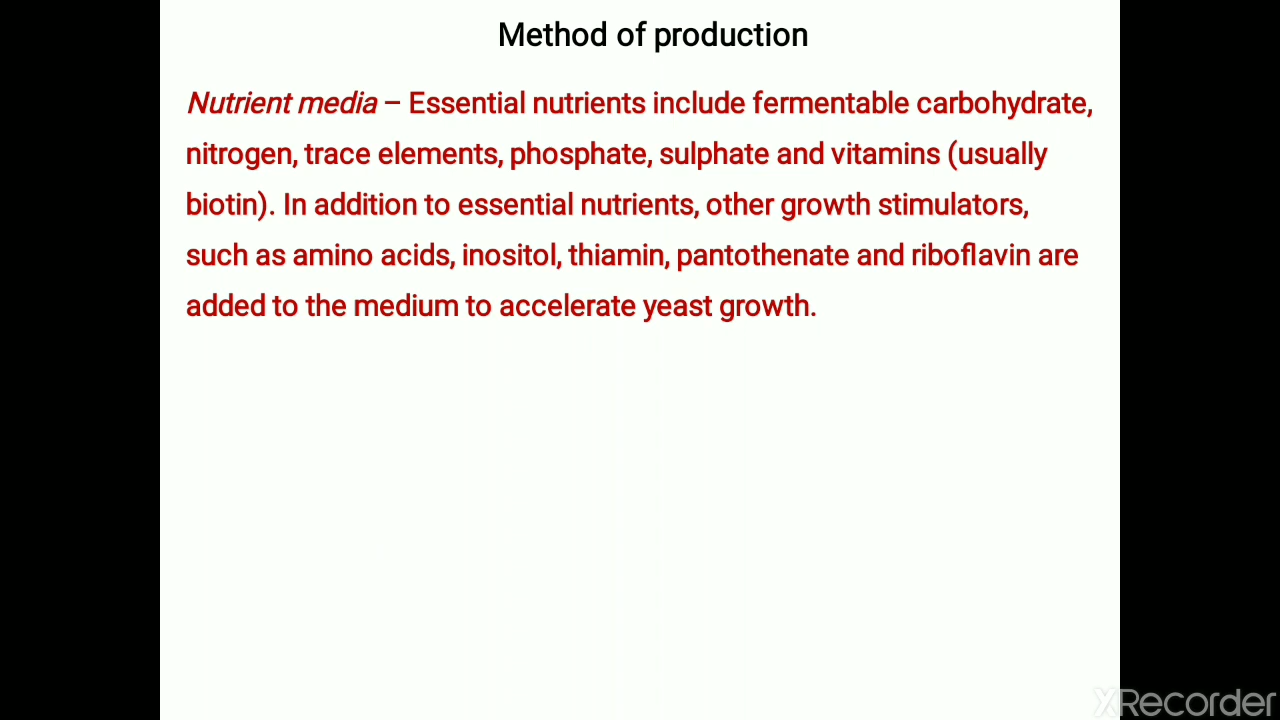 Method of production
Nutrient media – Essential nutrients include fermentable carbohydrate,
nitrogen, trace elements, phosphate, sulphate and vitamins (usually
biotin). In addition to essential nutrients, other growth stimulators,
such as amino acids, inositol, thiamin, pantothenate and riboflavin are
added to the medium to accelerate yeast growth.
XRecorder